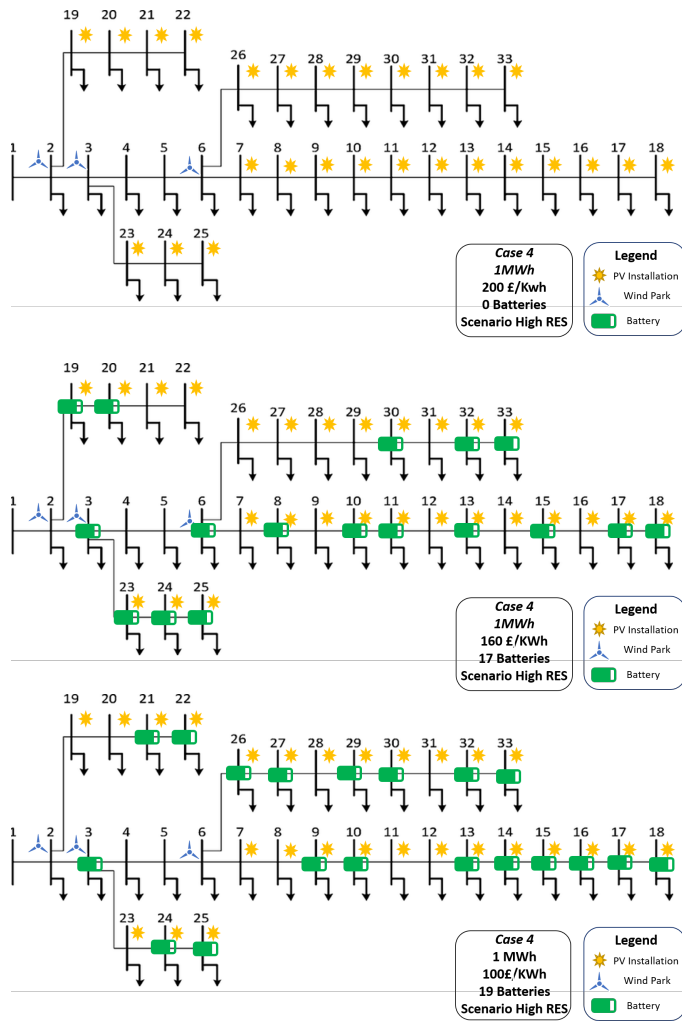 19 20 21 22
26 27 28 29 30 31 32 33
1 2 3 4 5 6 7 8 9 10 11 12 13 14 15 16 17 18
23 24 25
Case 4
1MWh
200 £/Kwh
0 Batteries
Scenario High RES
Legend
PV Installation
Wind Park
Battery
19 20 21 22
26 27 28 29 30 31 32 33
1 2 3 4 5 6 7 8 9 10 11 12 13 14 15 16 17 18
23 24 25
Case 4
1MWh
160 £/KWh
17 Batteries
Scenario High RES
Legend
PV Installation
Wind Park
Battery
19 20 21 22
26 27 28 29 30 31 32 33
1 2 3 4 5 6 7 8 9 10 11 12 13 14 15 16 17 18
23 24 25
Case 4
1 MWh
100£/KWh
19 Batteries
Scenario High RES
Legend
PV Installation
Wind Park
Battery